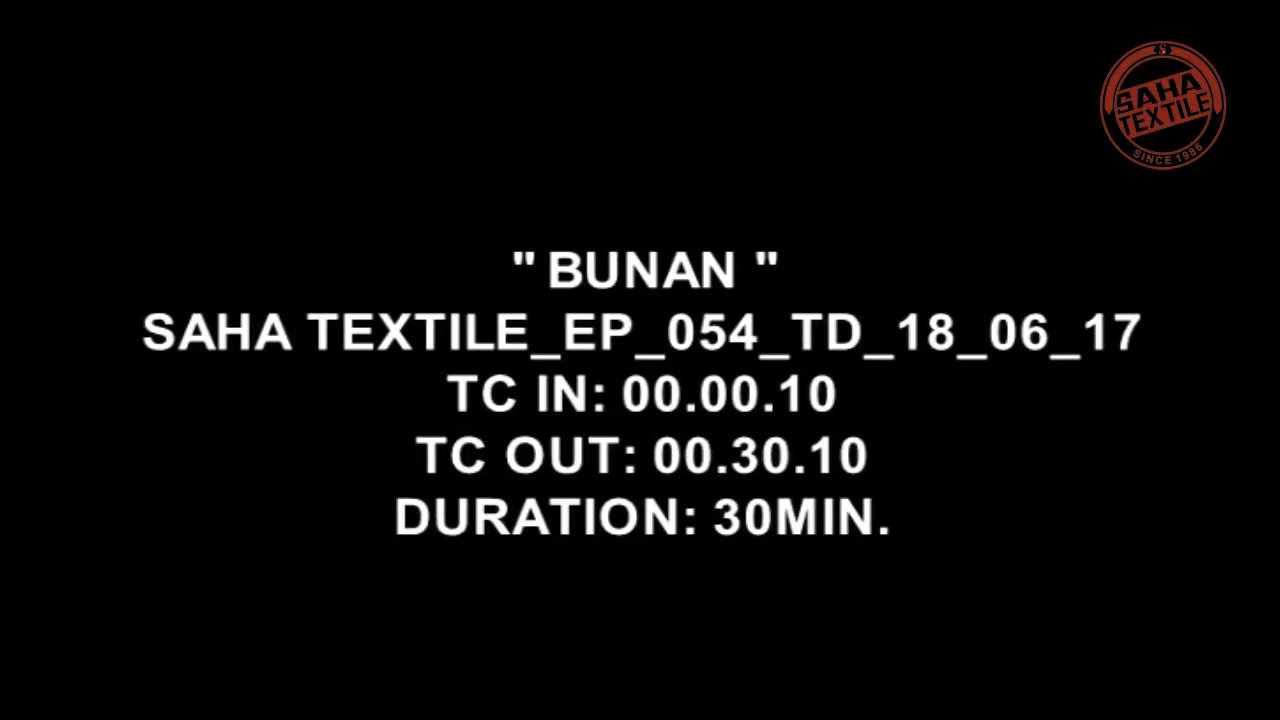 SAHA
TEXTILE
SINCE 1986
" BUNAN "
SAHA TEXTILE_EP_054_TD_18_06_17
TC IN: 00.00.10
TC OUT: 00.30.10
DURATION: 30MIN.